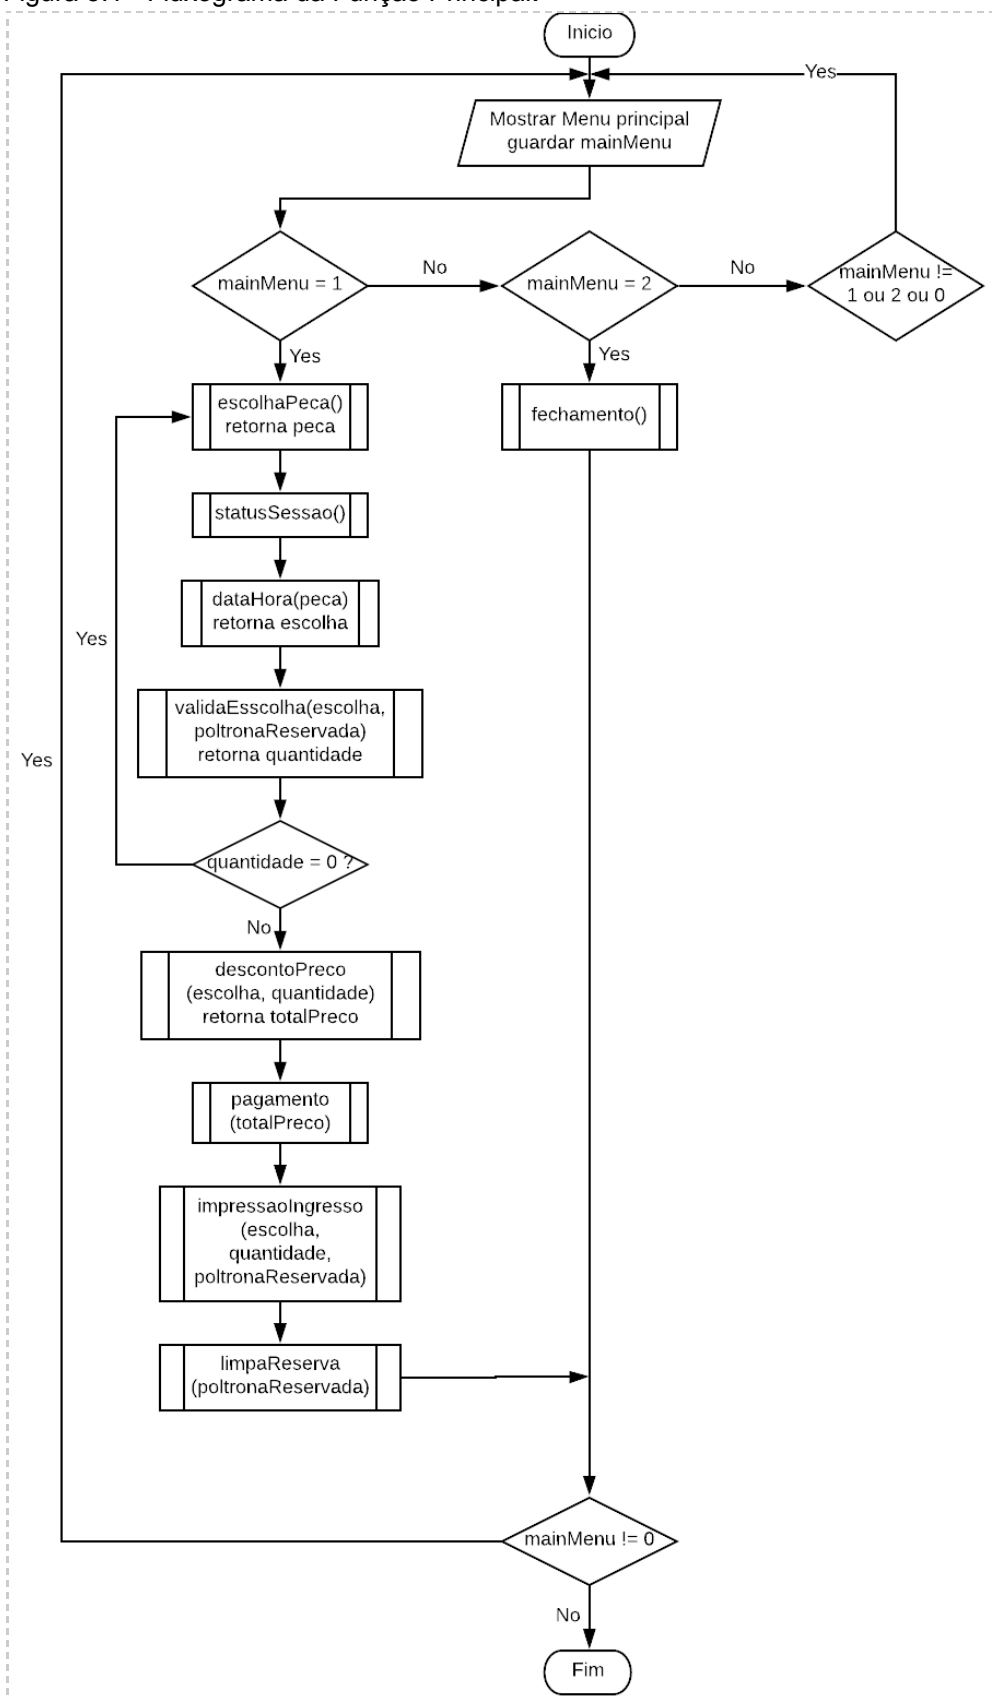 Inicio
Yes
Mostrar Menu principal
guardar mainMenu
mainMenu = 1
No
mainMenu = 2
No
mainMenu !=
1 ou 2 ou 0
Yes
Yes
escolhaPeca()
retorna peca
fechamento()
statusSessao()
dataHora(peca)
retorna escolha
Yes
validaEsscolha(escolha,
poltronaReservada)
retorna quantidade
Yes
quantidade = 0 ?
No
descontoPreco
(escolha, quantidade)
retorna totalPreco
pagamento
(totalPreco)
impressaoIngresso
(escolha,
quantidade,
poltronaReservada)
limpaReserva
(poltronaReservada)
mainMenu != 0
No
Fim